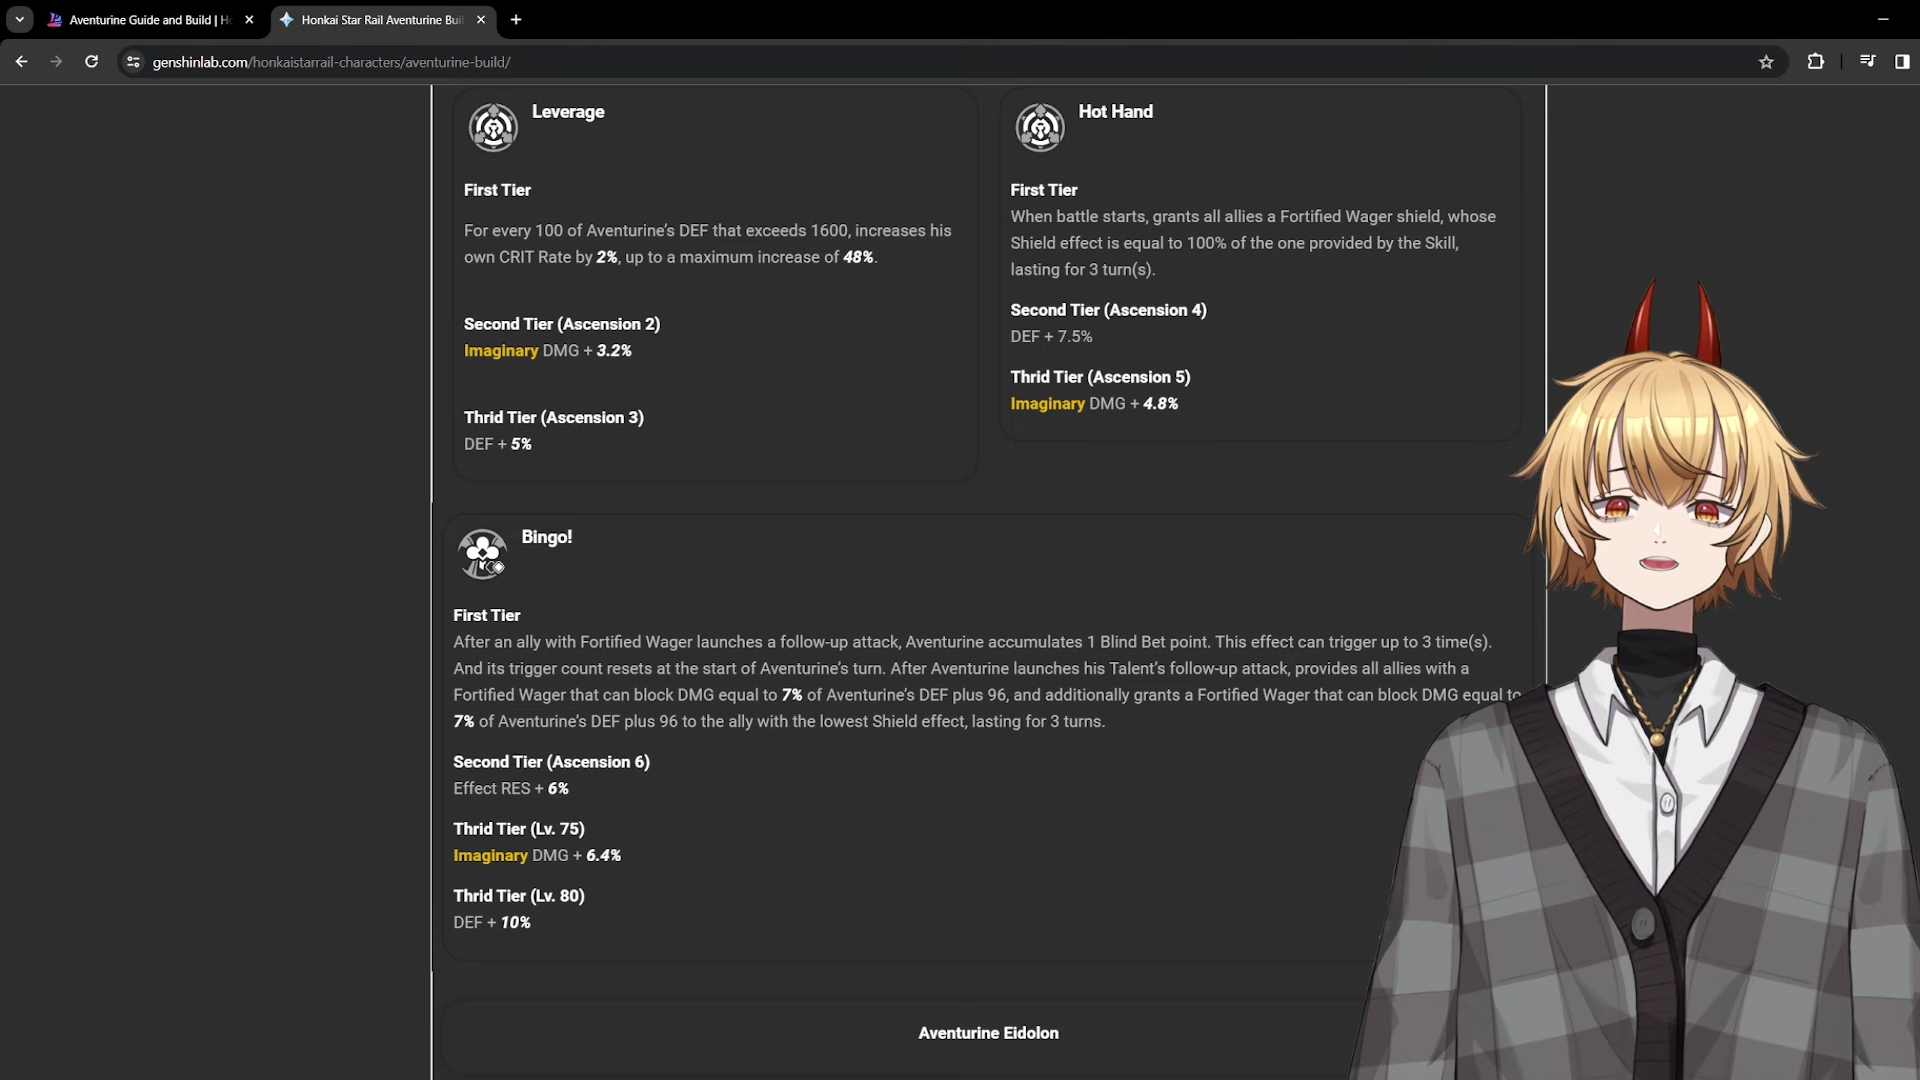 Aventurine Guide and Build | H
Honkai Star Rail Aventurine Buil
genshinlab.com/honkaistarrail-characters/aventurine-build/
Leverage
First Tier
For every 100 of Aventurine's DEF that exceeds 1600, increases his
own CRIT Rate by 2%, up to a maximum increase of 48%.
Second Tier (Ascension 2)
Imaginary DMG + 3.2%
Thrid Tier (Ascension 3)
DEF + 5%
Hot Hand
First Tier
When battle starts, grants all allies a Fortified Wager shield, whose
Shield effect is equal to 100% of the one provided by the Skill,
lasting for 3 turn(s).
Second Tier (Ascension 4)
DEF + 7.5%
Thrid Tier (Ascension 5)
Imaginary DMG + 4.8%
Bingo!
First Tier
After an ally with Fortified Wager launches a follow-up attack, Aventurine accumulates 1 Blind Bet point. This effect can trigger up to 3 time(s).
And its trigger count resets at the start of Aventurine's turn. After Aventurine launches his Talent's follow-up attack, provides all allies with a
Fortified Wager that can block DMG equal to 7% of Aventurine's DEF plus 96, and additionally grants a Fortified Wager that can block DMG equal to
7% of Aventurine's DEF plus 96 to the ally with the lowest Shield effect, lasting for 3 turns.
Second Tier (Ascension 6)
Effect RES + 6%
Thrid Tier (Lv. 75)
Imaginary DMG + 6.4%
Thrid Tier (Lv. 80)
DEF + 10%
Aventurine Eidolon